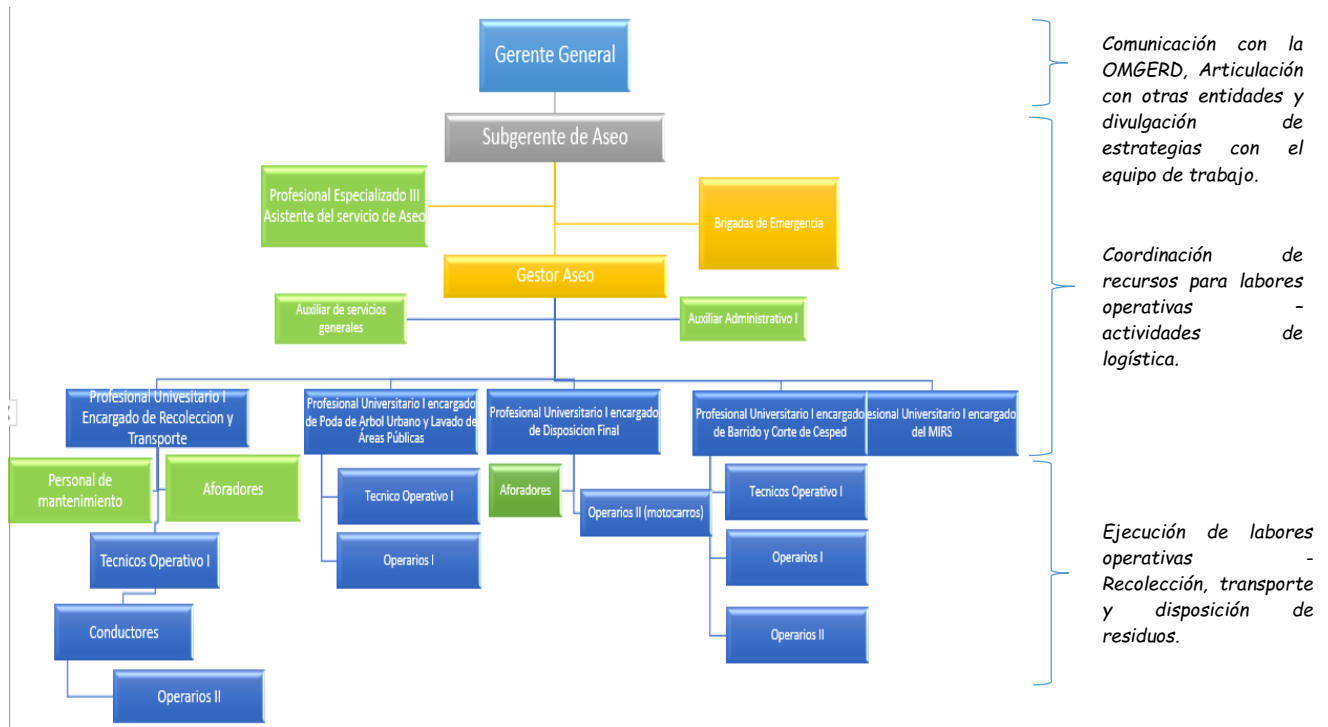 Gerente General
Subgerente de Aseo
Profesional Especializado III
Asistente del servicio de Aseo
Brigadas de Emergencia
Gestor Aseo
Auxiliar de servicios
generales
Auxiliar Administrativo I
Profesional Univesitario I
Encargado de Recoleccion y
Transporte
Profesional Universitario I encargado
de Poda de Arbol Urbano y Lavado de
Áreas Públicas
Profesional Universitario I encargado
de Disposicion Final
Profesional Universitario I encargado
de Barrido y Corte de Cesped
esional Universitario I encargado
del MIRS
Personal de
mantenimiento
Aforadores
Tecnicos Operativo I
Conductores
Operarios II
Tecnico Operativo I
Operarios I
Aforadores
Operarios II (motocarros)
Tecnicos Operativo I
Operarios I
Operarios II
Comunicación con la
OMGERD, Articulación
con otras entidades y
divulgación de
estrategias con el
equipo de trabajo.
Coordinación de
recursos para labores
operativas –
actividades de
logística.
Ejecución de labores
operativas -
Recolección, transporte
y disposición de
residuos.